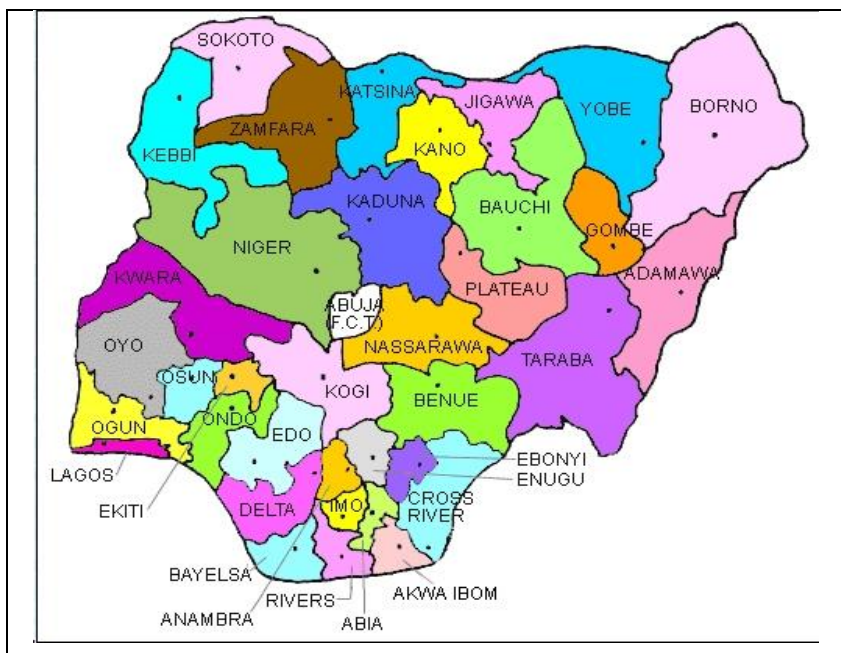 SOKOTO
KATSINA
JIGAWA
YOBE
BORNO
ZAMFARA
KANO
KEBBI
KADUNA
BAUCHI
GOMBE
NIGER
ADAMAWA
KWARA
PLATEAU
ABUJA
(F.C.T.)
NASSARAWA
OYO
TARABA
OSUN
KOGI
BENUE
OGUN
ONDO
EDO
EBONYI
LAGOS
ENUGU
EKITI
DELTA
IMO
CROSS
RIVER
BAYELSA
RIVERS
AKWA IBOM
ANAMBRA
ABIA